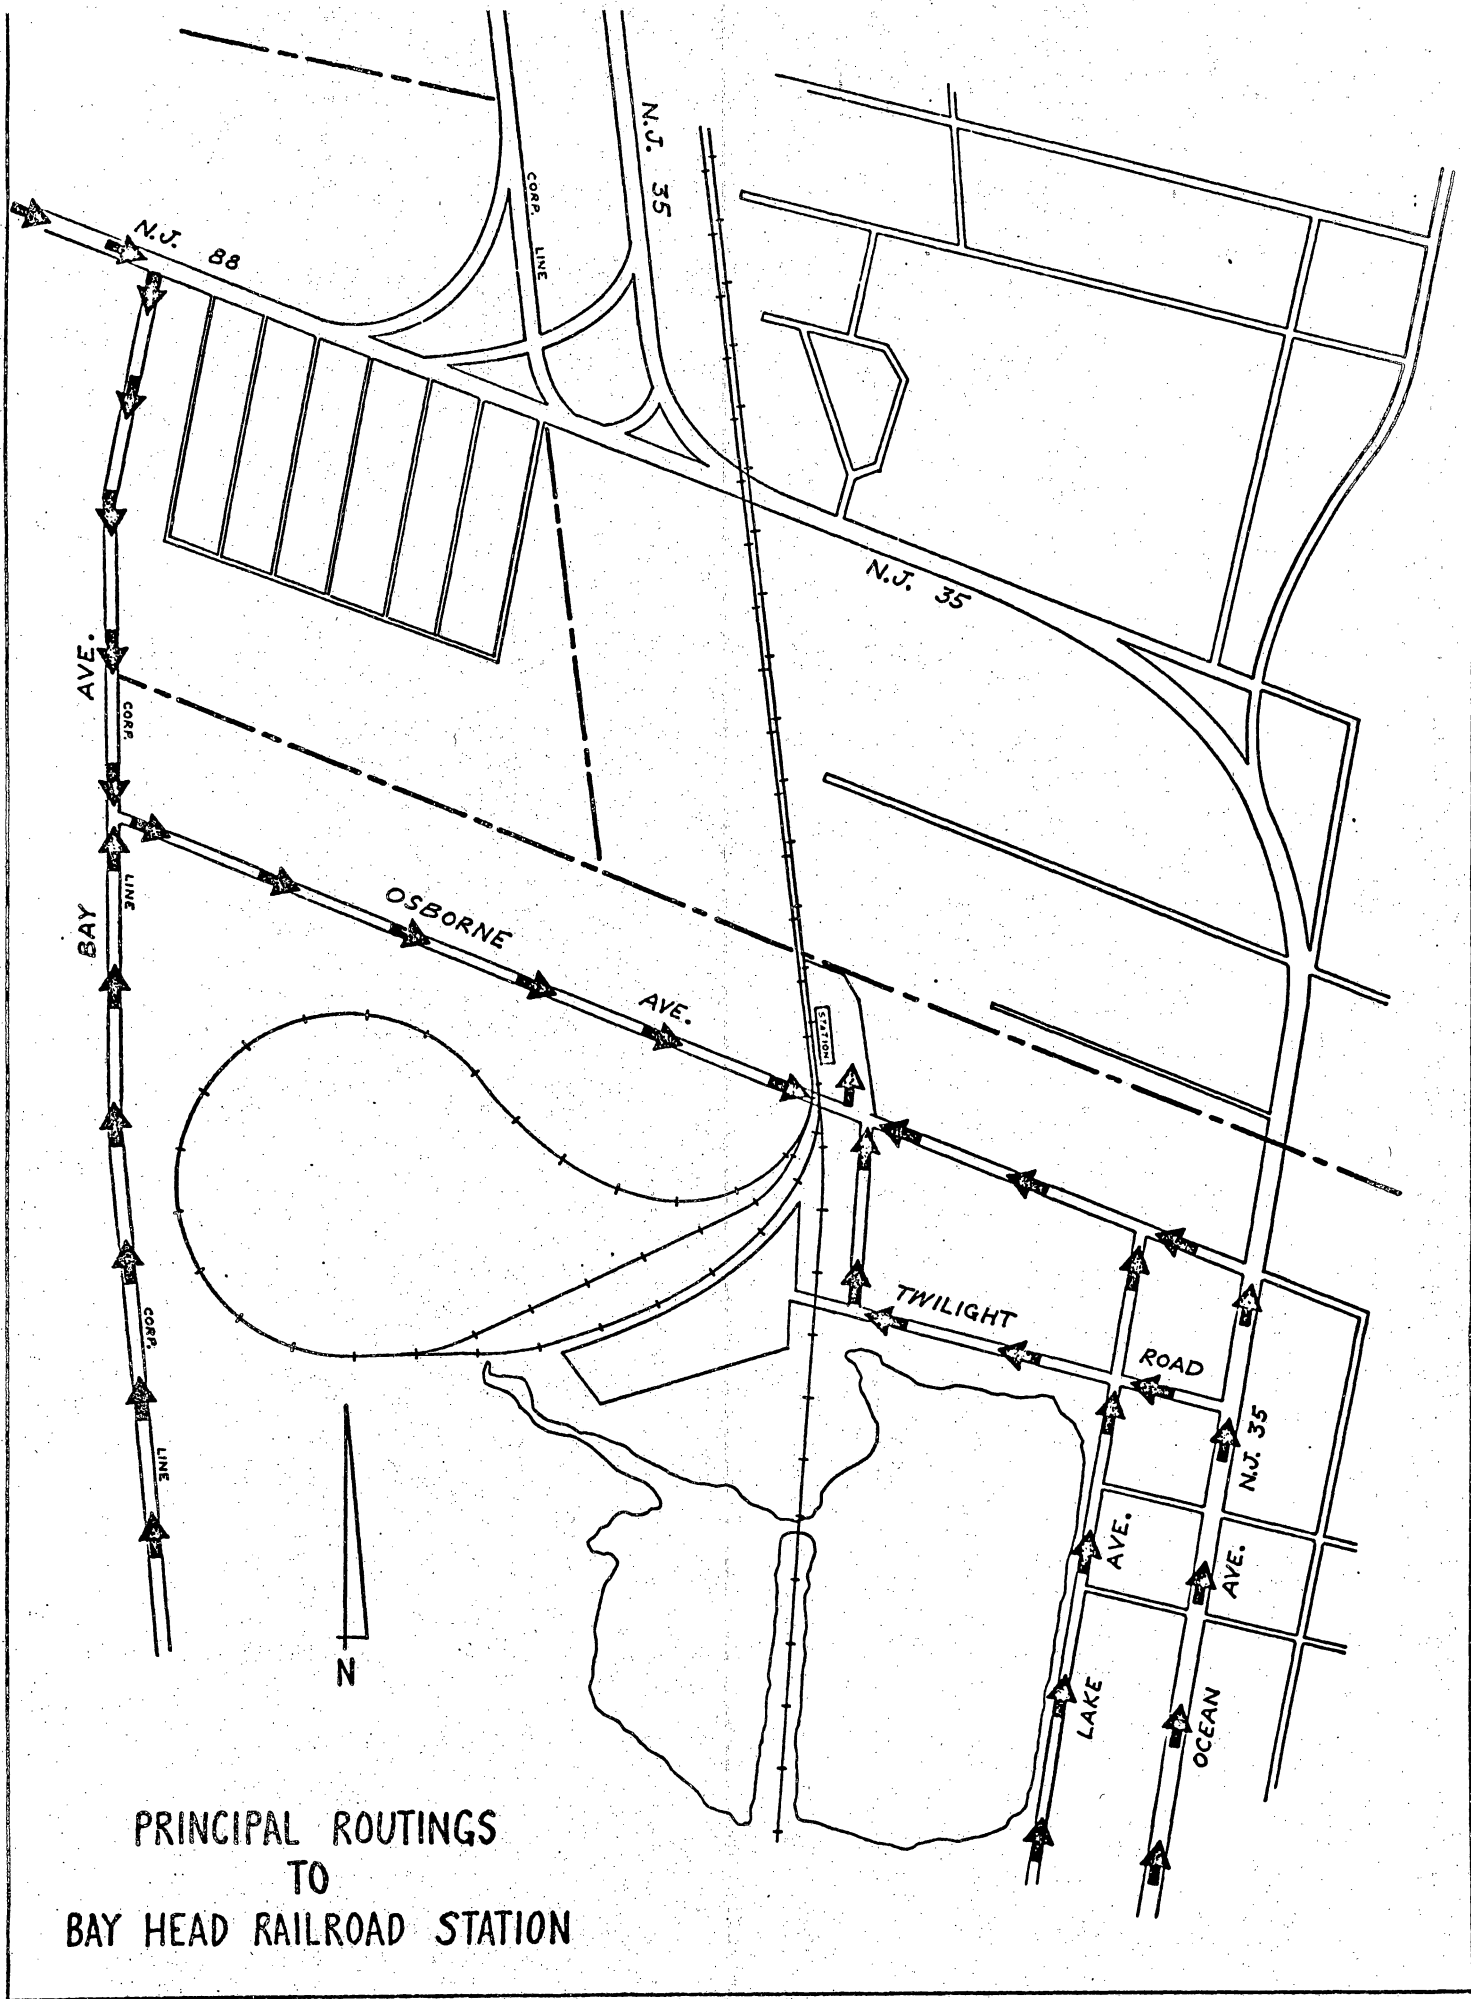 N.J. 35
CORP. LINE
N.J. 88
N.J. 35
AVE.
BAY
CORP.
LINE
OSBORNE AVE.
STATION
TWILIGHT ROAD
CORP.
LINE
N.J. 35
AVE.
AVE.
LAKE
OCEAN
N
PRINCIPAL ROUTINGS
TO
BAY HEAD RAILROAD STATION